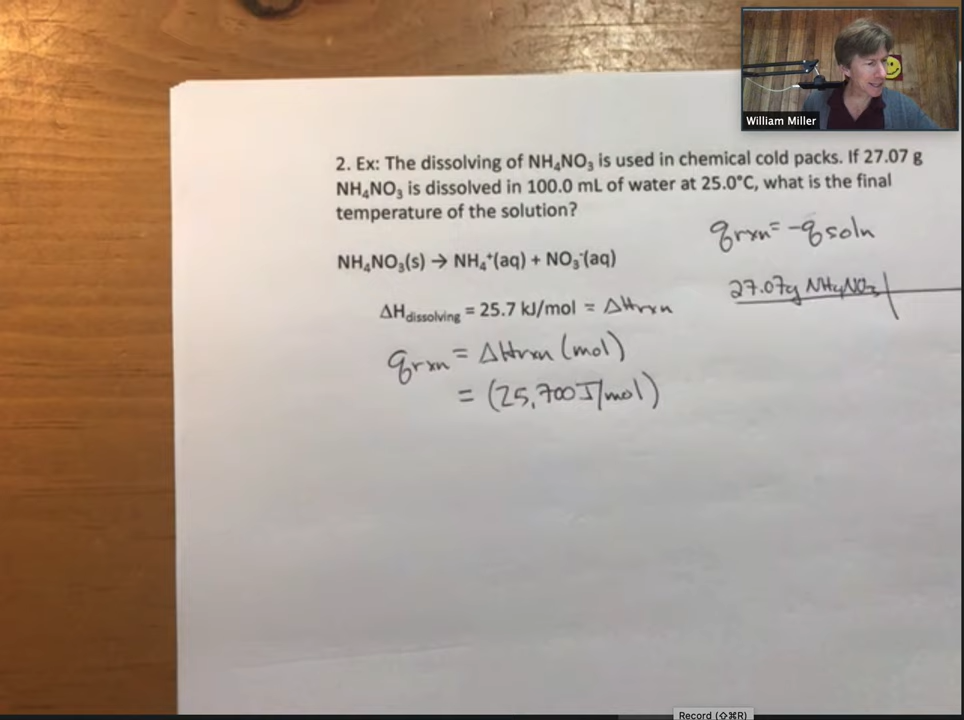 William Miller
2. Ex: The dissolving of NH₄NO₃ is used in chemical cold packs. If 27.07 g
NH₄NO₃ is dissolved in 100.0 mL of water at 25.0°C, what is the final
temperature of the solution?
qrxn = -qsoln
NH₄NO₃(s) → NH₄⁺(aq) + NO₃⁻(aq)
27.07g NH₄NO₃
ΔHdissolving = 25.7 kJ/mol = ΔHrxn
qrxn = ΔHrxn (mol)
= (25,700J/mol)
Record (⇧⌘R)